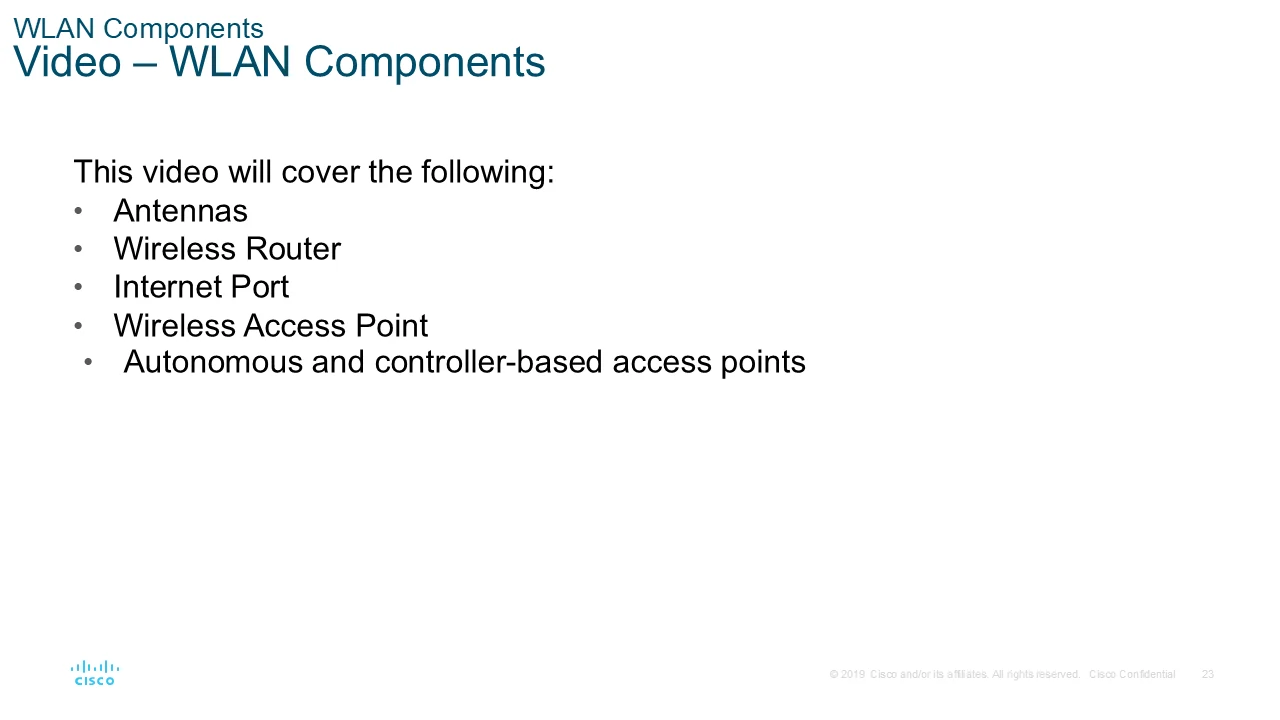 WLAN Components
Video – WLAN Components
This video will cover the following:
• Antennas
• Wireless Router
• Internet Port
• Wireless Access Point
• Autonomous and controller-based access points
CISCO
© 2019 Cisco and/or its affiliates. All rights reserved. Cisco Confidential 23